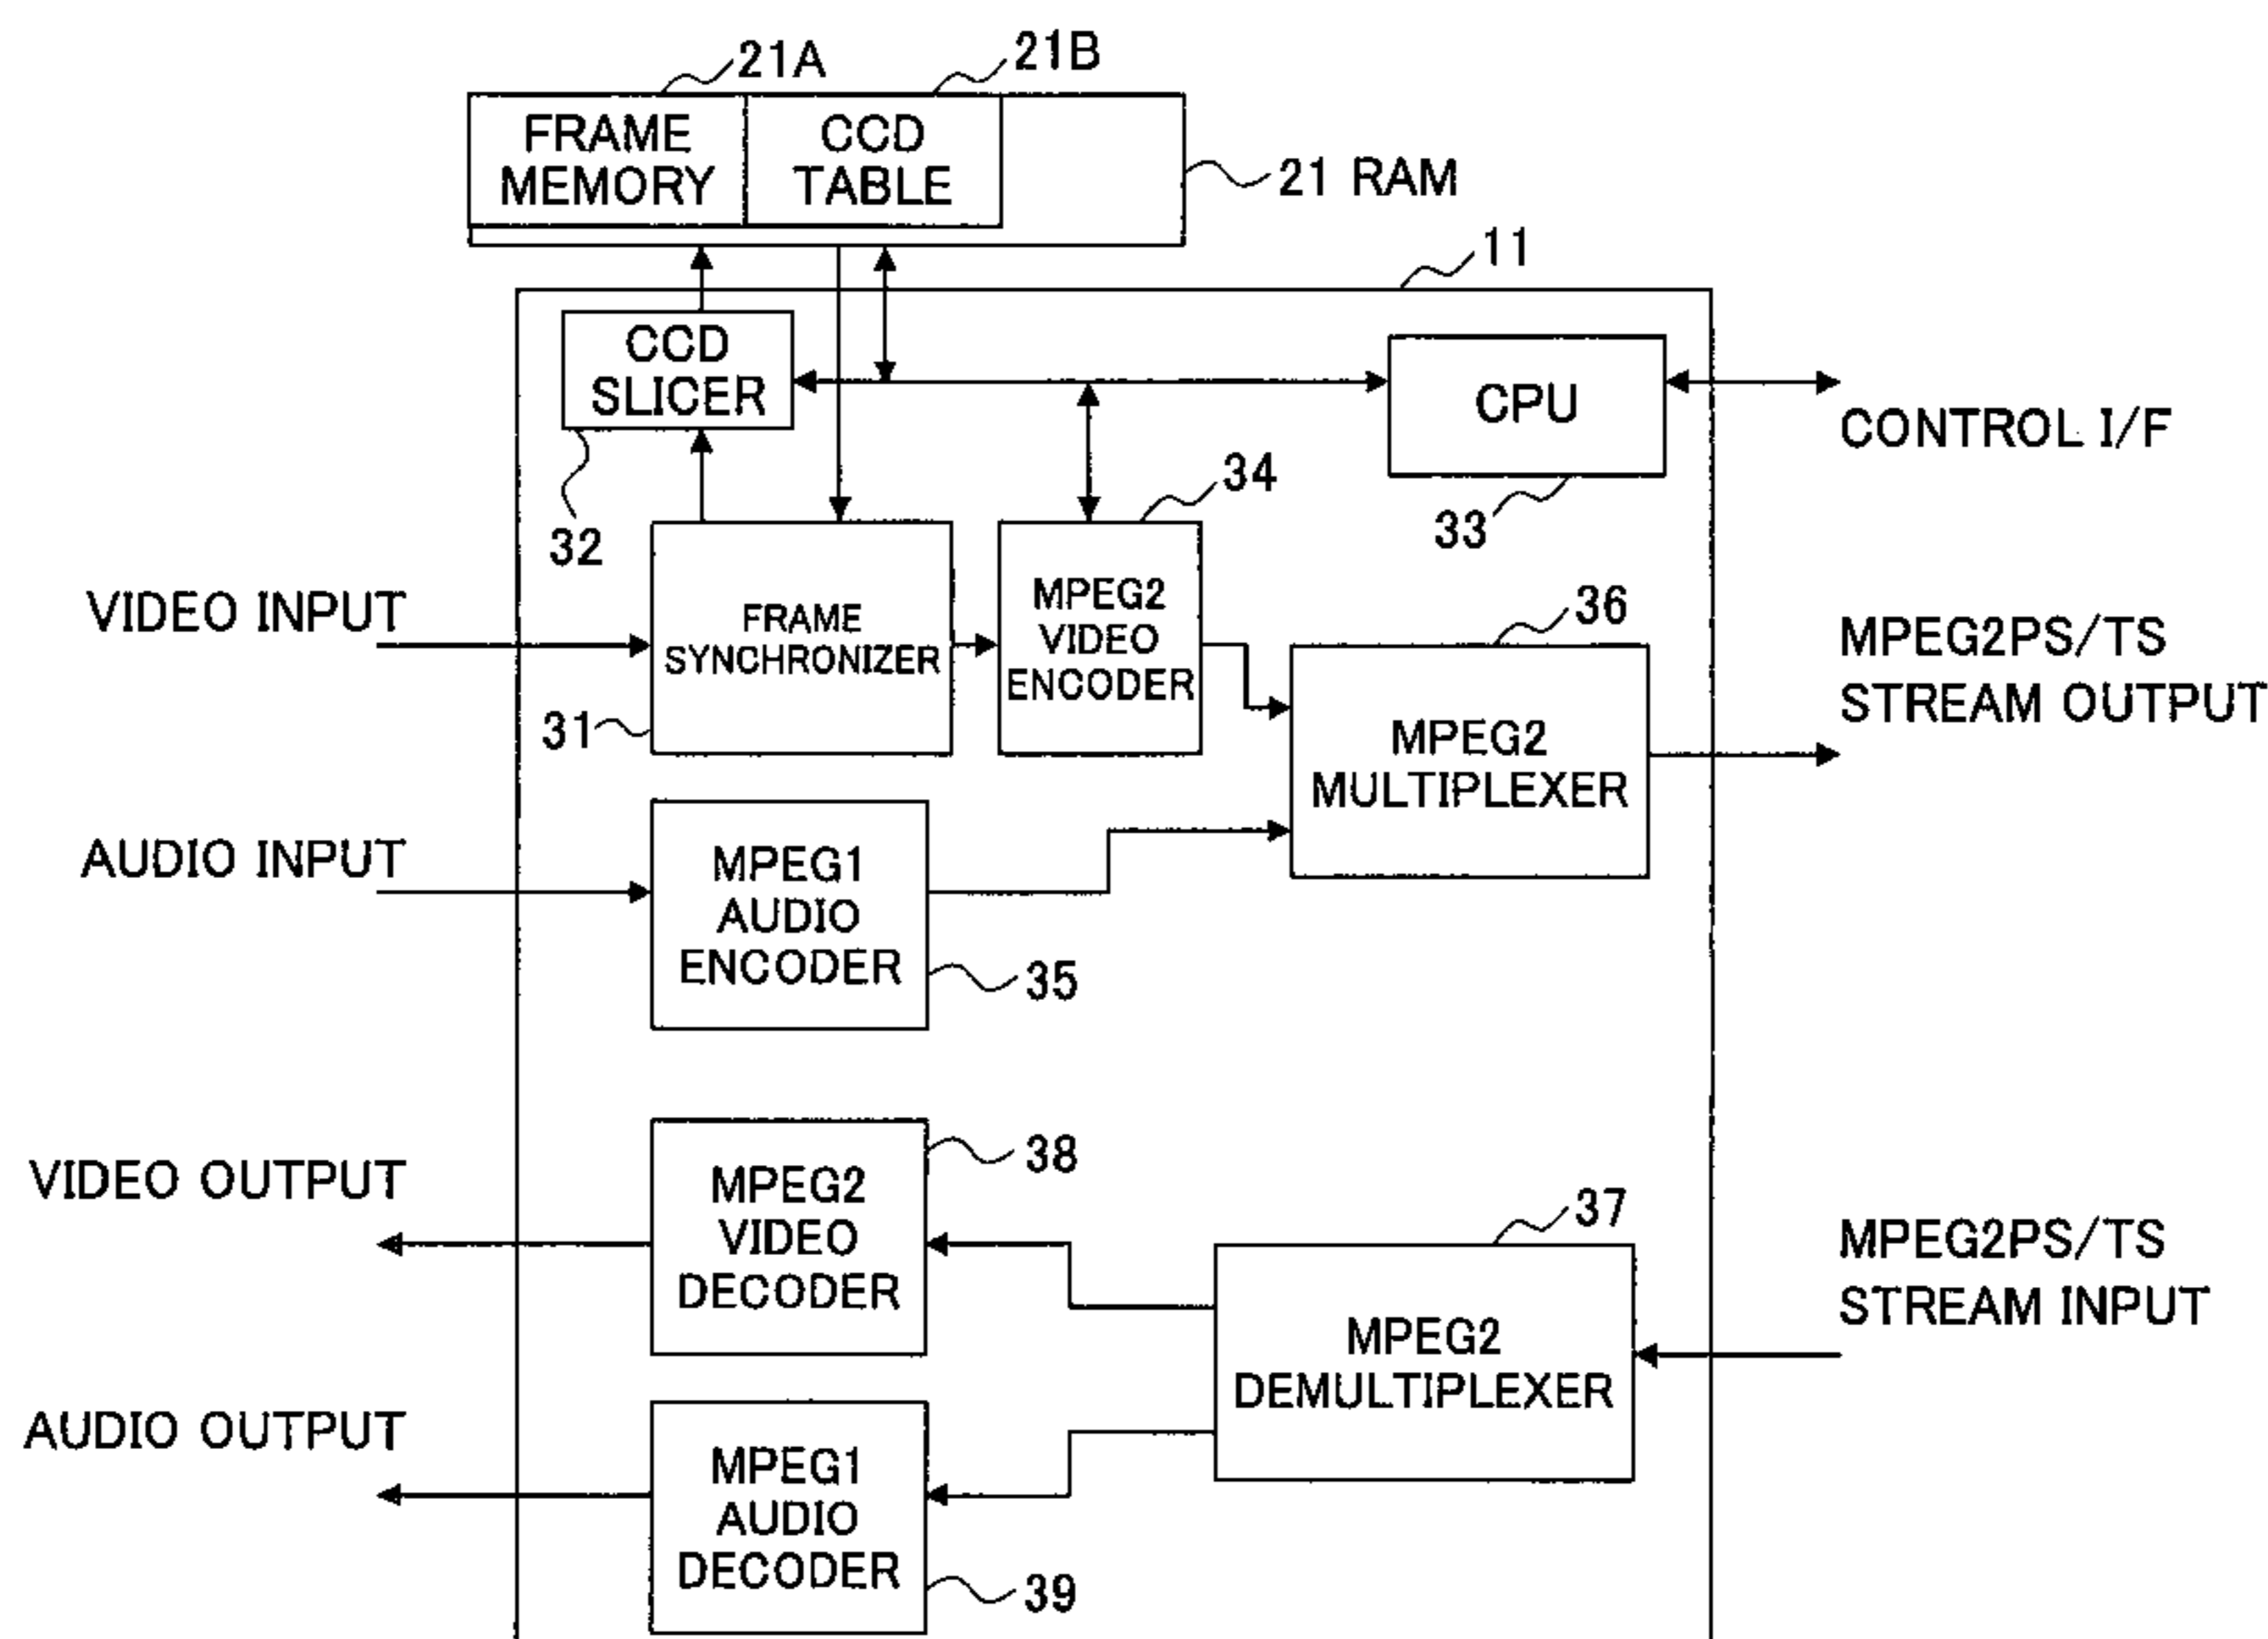 21A
21B
FRAME
MEMORY
CCD
TABLE
21 RAM
11
CCD
SLICER
CPU
CONTROL I/F
32
34
33
VIDEO INPUT
FRAME
SYNCHRONIZER
31
MPEG2
VIDEO
ENCODER
36
MPEG2PS/TS
STREAM OUTPUT
MPEG2
MULTIPLEXER
AUDIO INPUT
MPEG1
AUDIO
ENCODER
35
VIDEO OUTPUT
MPEG2
VIDEO
DECODER
38
37
MPEG2PS/TS
STREAM INPUT
MPEG2
DEMULTIPLEXER
AUDIO OUTPUT
MPEG1
AUDIO
DECODER
39